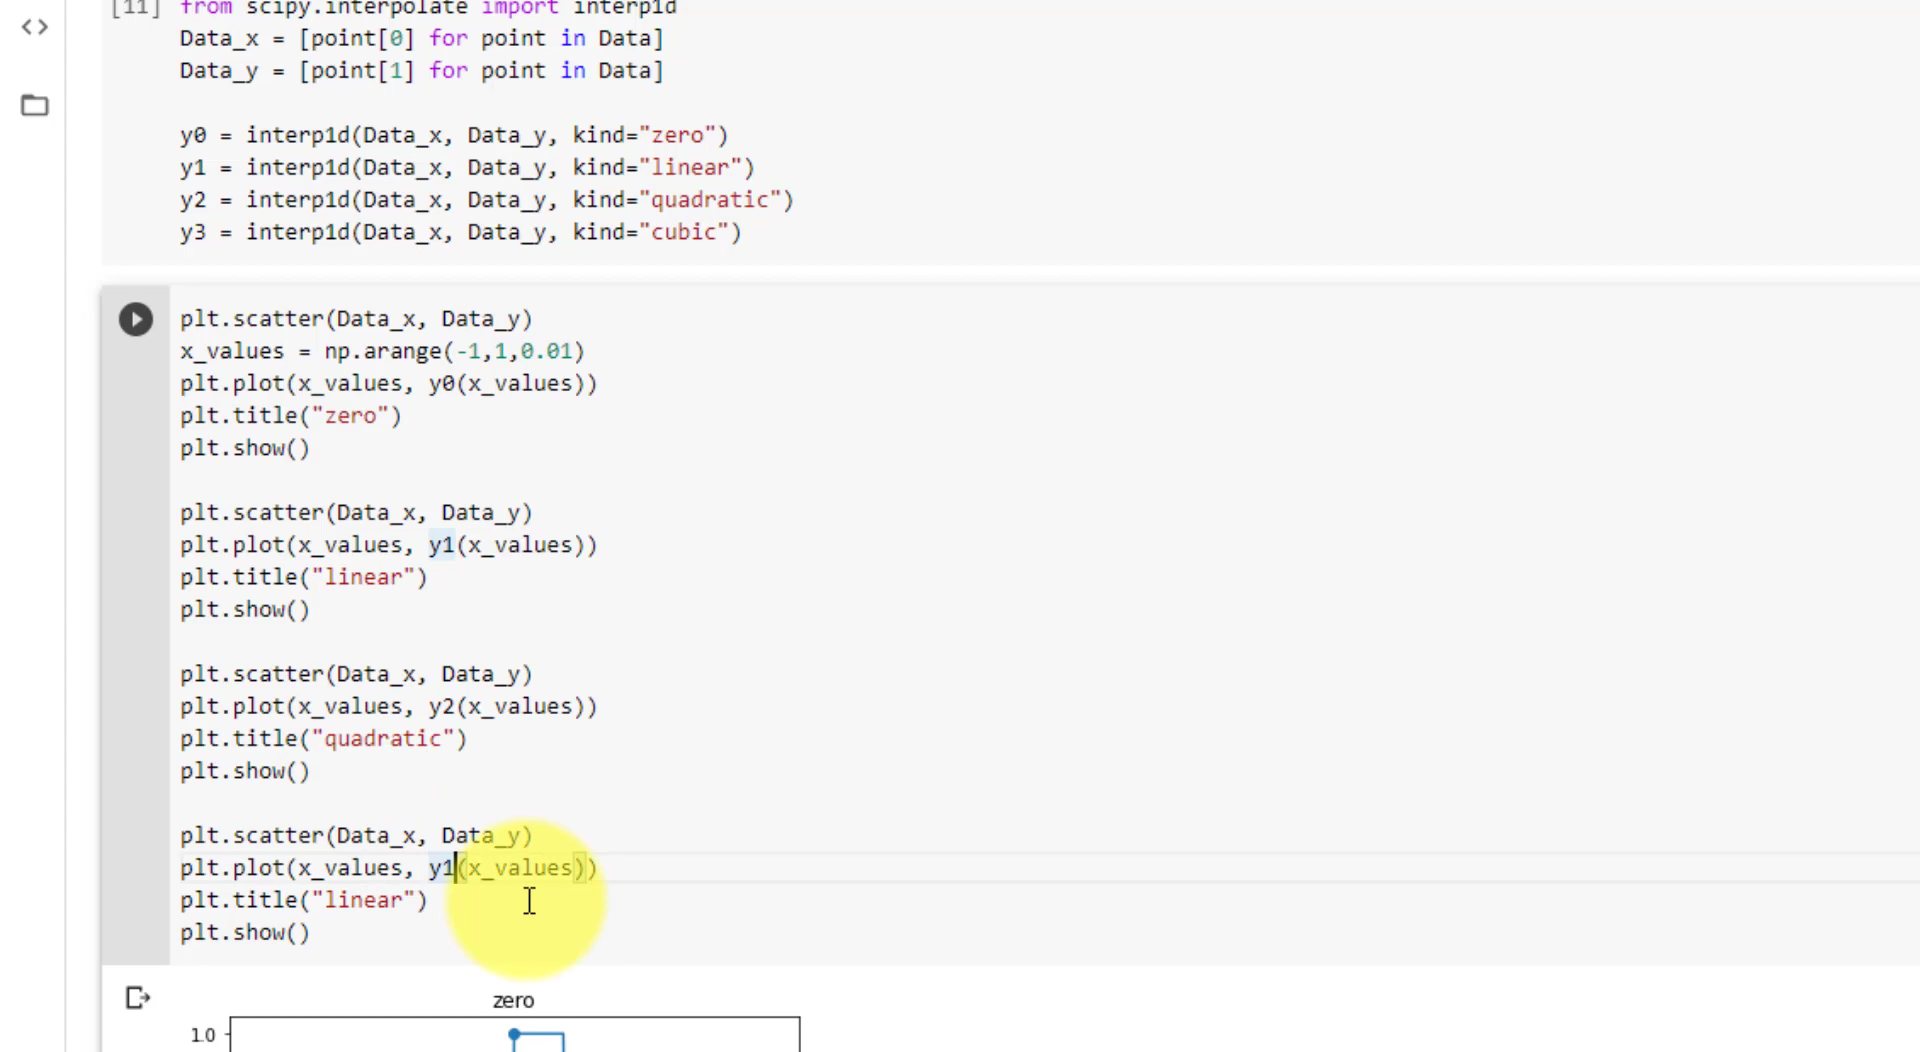 [11] from scipy.interpolate import interp1d
Data_x = [point[0] for point in Data]
Data_y = [point[1] for point in Data]
y0 = interp1d(Data_x, Data_y, kind="zero")
y1 = interp1d(Data_x, Data_y, kind="linear")
y2 = interp1d(Data_x, Data_y, kind="quadratic")
y3 = interp1d(Data_x, Data_y, kind="cubic")
plt.scatter(Data_x, Data_y)
x_values = np.arange(-1,1,0.01)
plt.plot(x_values, y0(x_values))
plt.title("zero")
plt.show()
plt.scatter(Data_x, Data_y)
plt.plot(x_values, y1(x_values))
plt.title("linear")
plt.show()
plt.scatter(Data_x, Data_y)
plt.plot(x_values, y2(x_values))
plt.title("quadratic")
plt.show()
plt.scatter(Data_x, Data_y)
plt.plot(x_values, y1(x_values))
plt.title("linear")
plt.show()
zero
1.0